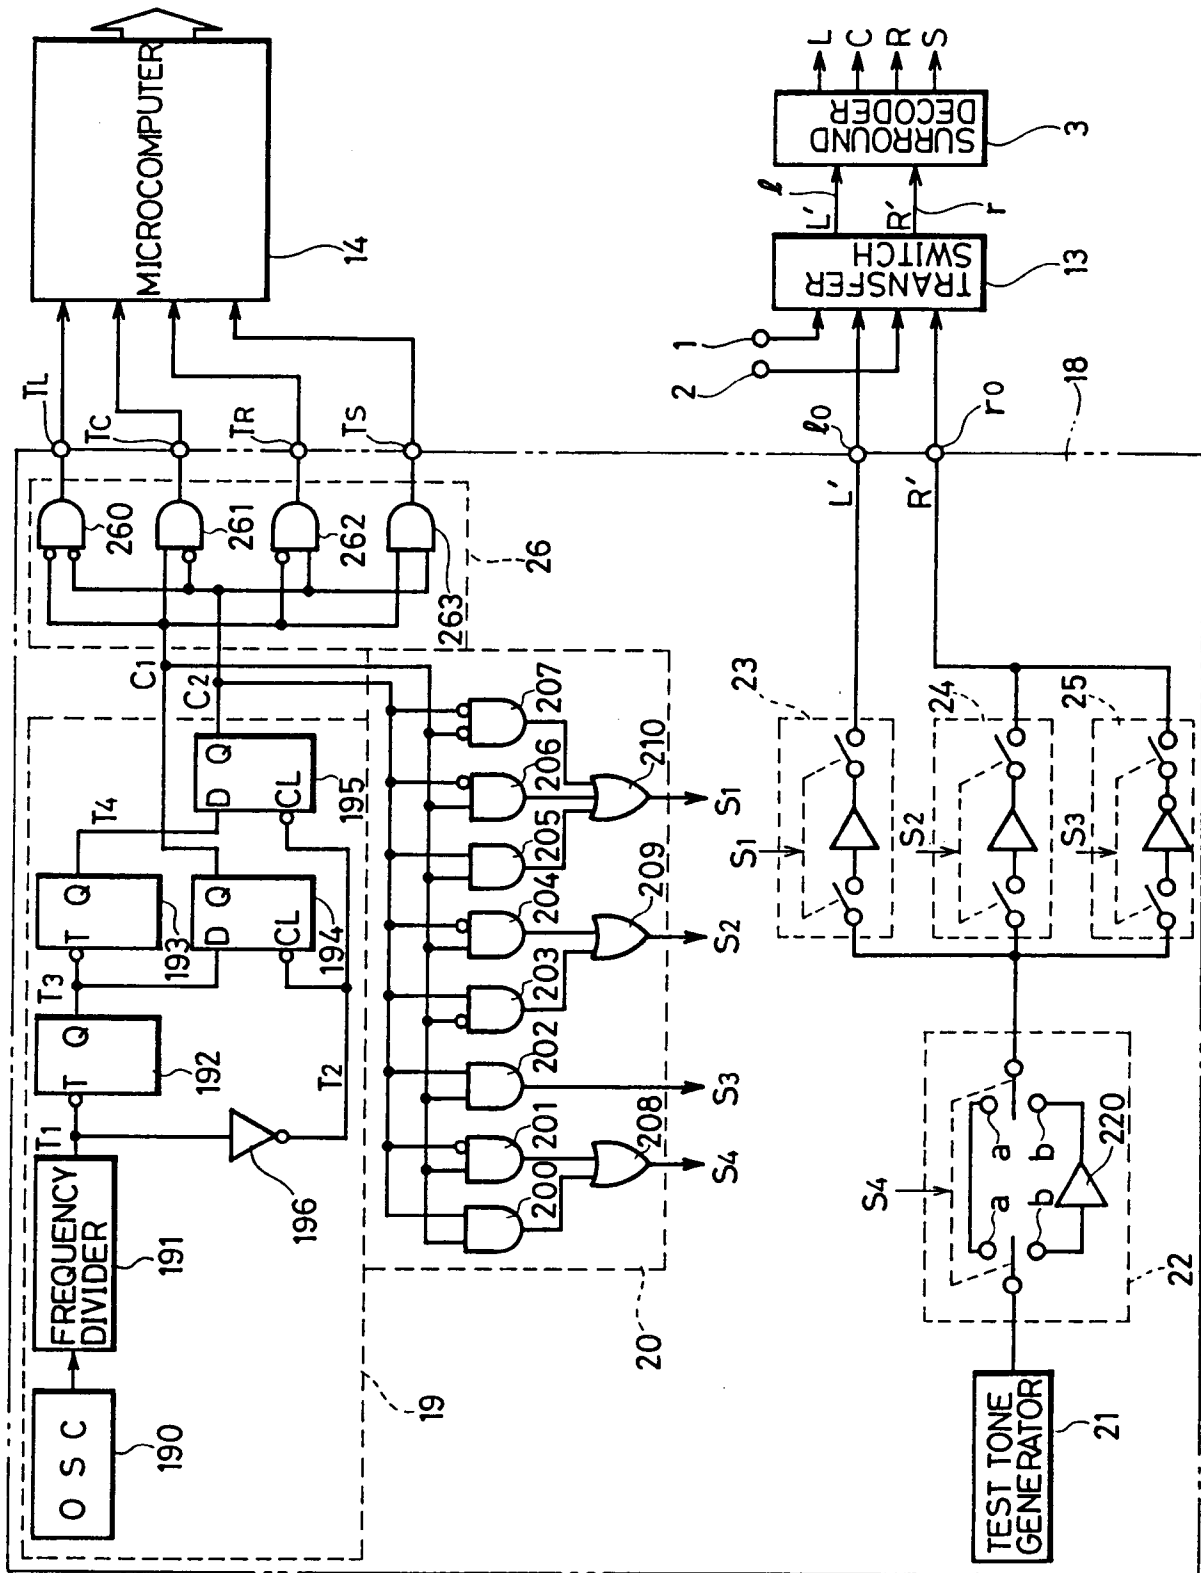 OSC
190
FREQUENCY
DIVIDER
191
T1
196
T Q
192
T3
T2
T Q
193
T4
D Q
CL
194
D Q
CL
195
19
C1
C2
260
261
262
263
26
TL
TC
TR
TS
MICROCOMPUTER
14
200
201
202
203
204
205
206
207
208
209
210
S4
S3
S2
S1
20
TEST TONE
GENERATOR
21
S4
a a
b b
220
22
S1
23
S2
24
S3
25
L'
R'
l0
r0
18
1
2
TRANSFER
SWITCH
13
L'
l
R'
r
SURROUND
DECODER
3
L
C
R
S